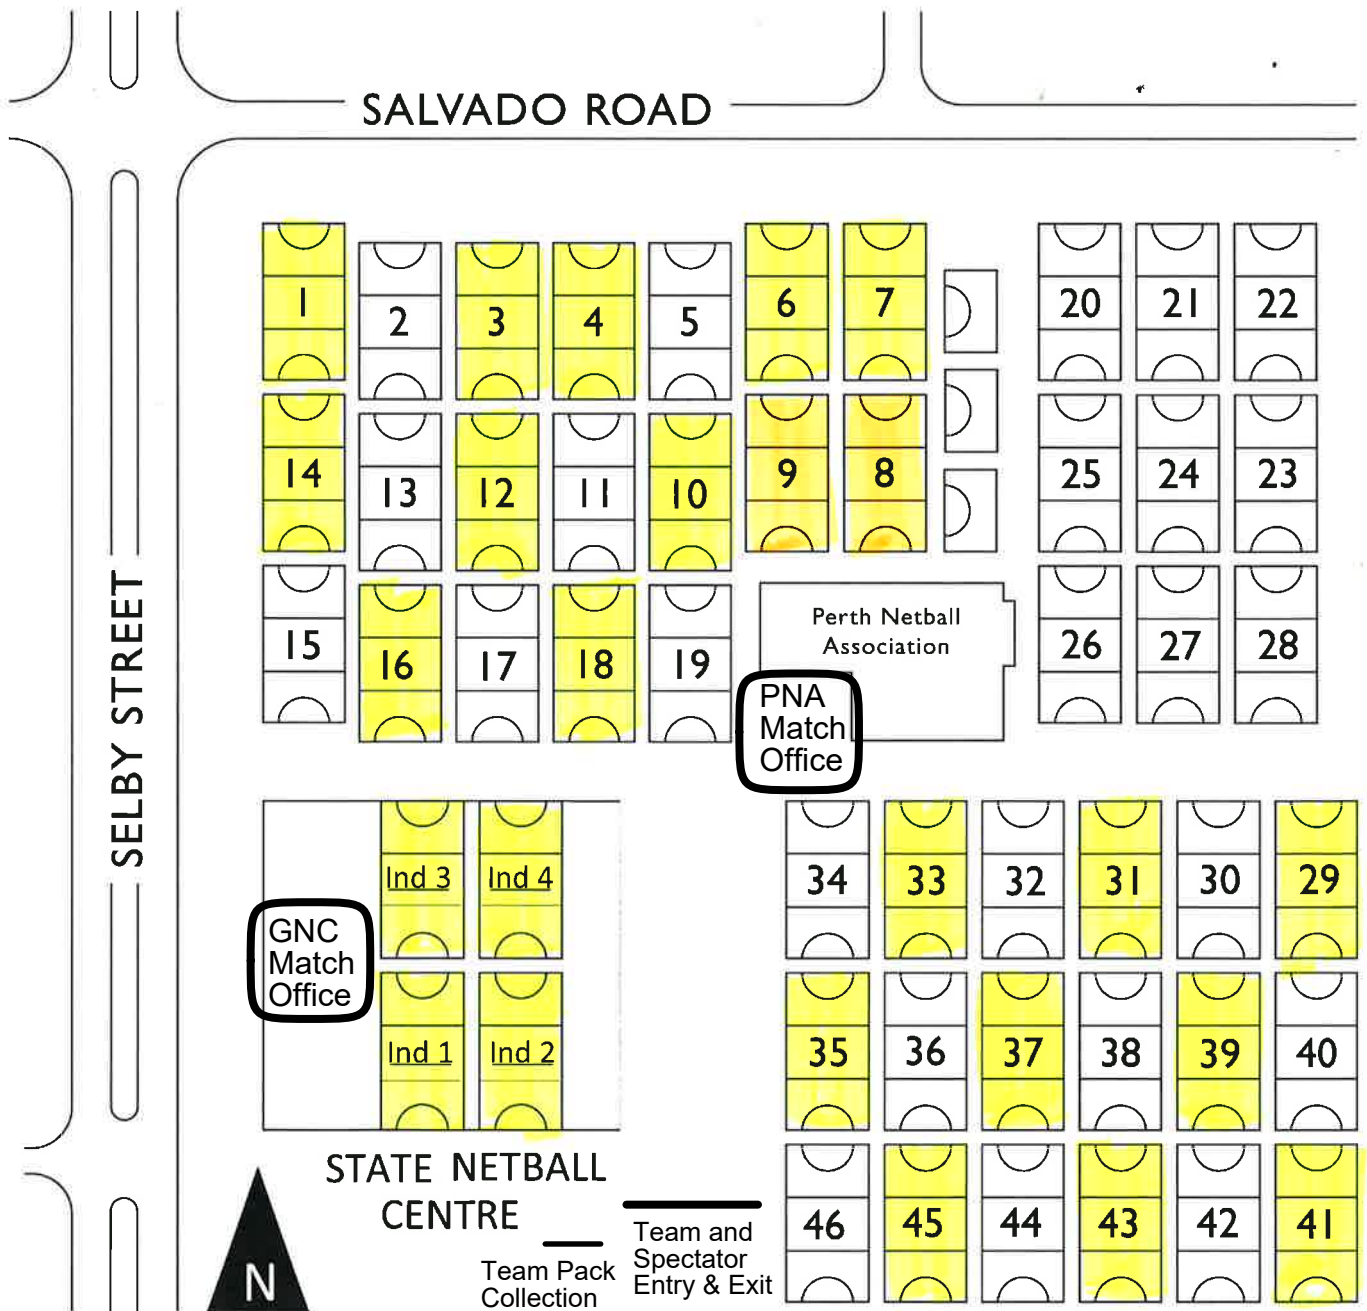 SALVADO ROAD
SELBY STREET
1
2
3
4
5
6
7
20
21
22
14
13
12
11
10
9
8
25
24
23
15
16
17
18
19
Perth Netball
Association
26
27
28
PNA
Match
Office
Ind 3
Ind 4
34
33
32
31
30
29
GNC
Match
Office
Ind 1
Ind 2
35
36
37
38
39
40
STATE NETBALL
CENTRE
46
45
44
43
42
41
Team and
Spectator
Entry & Exit
Team Pack
Collection
N